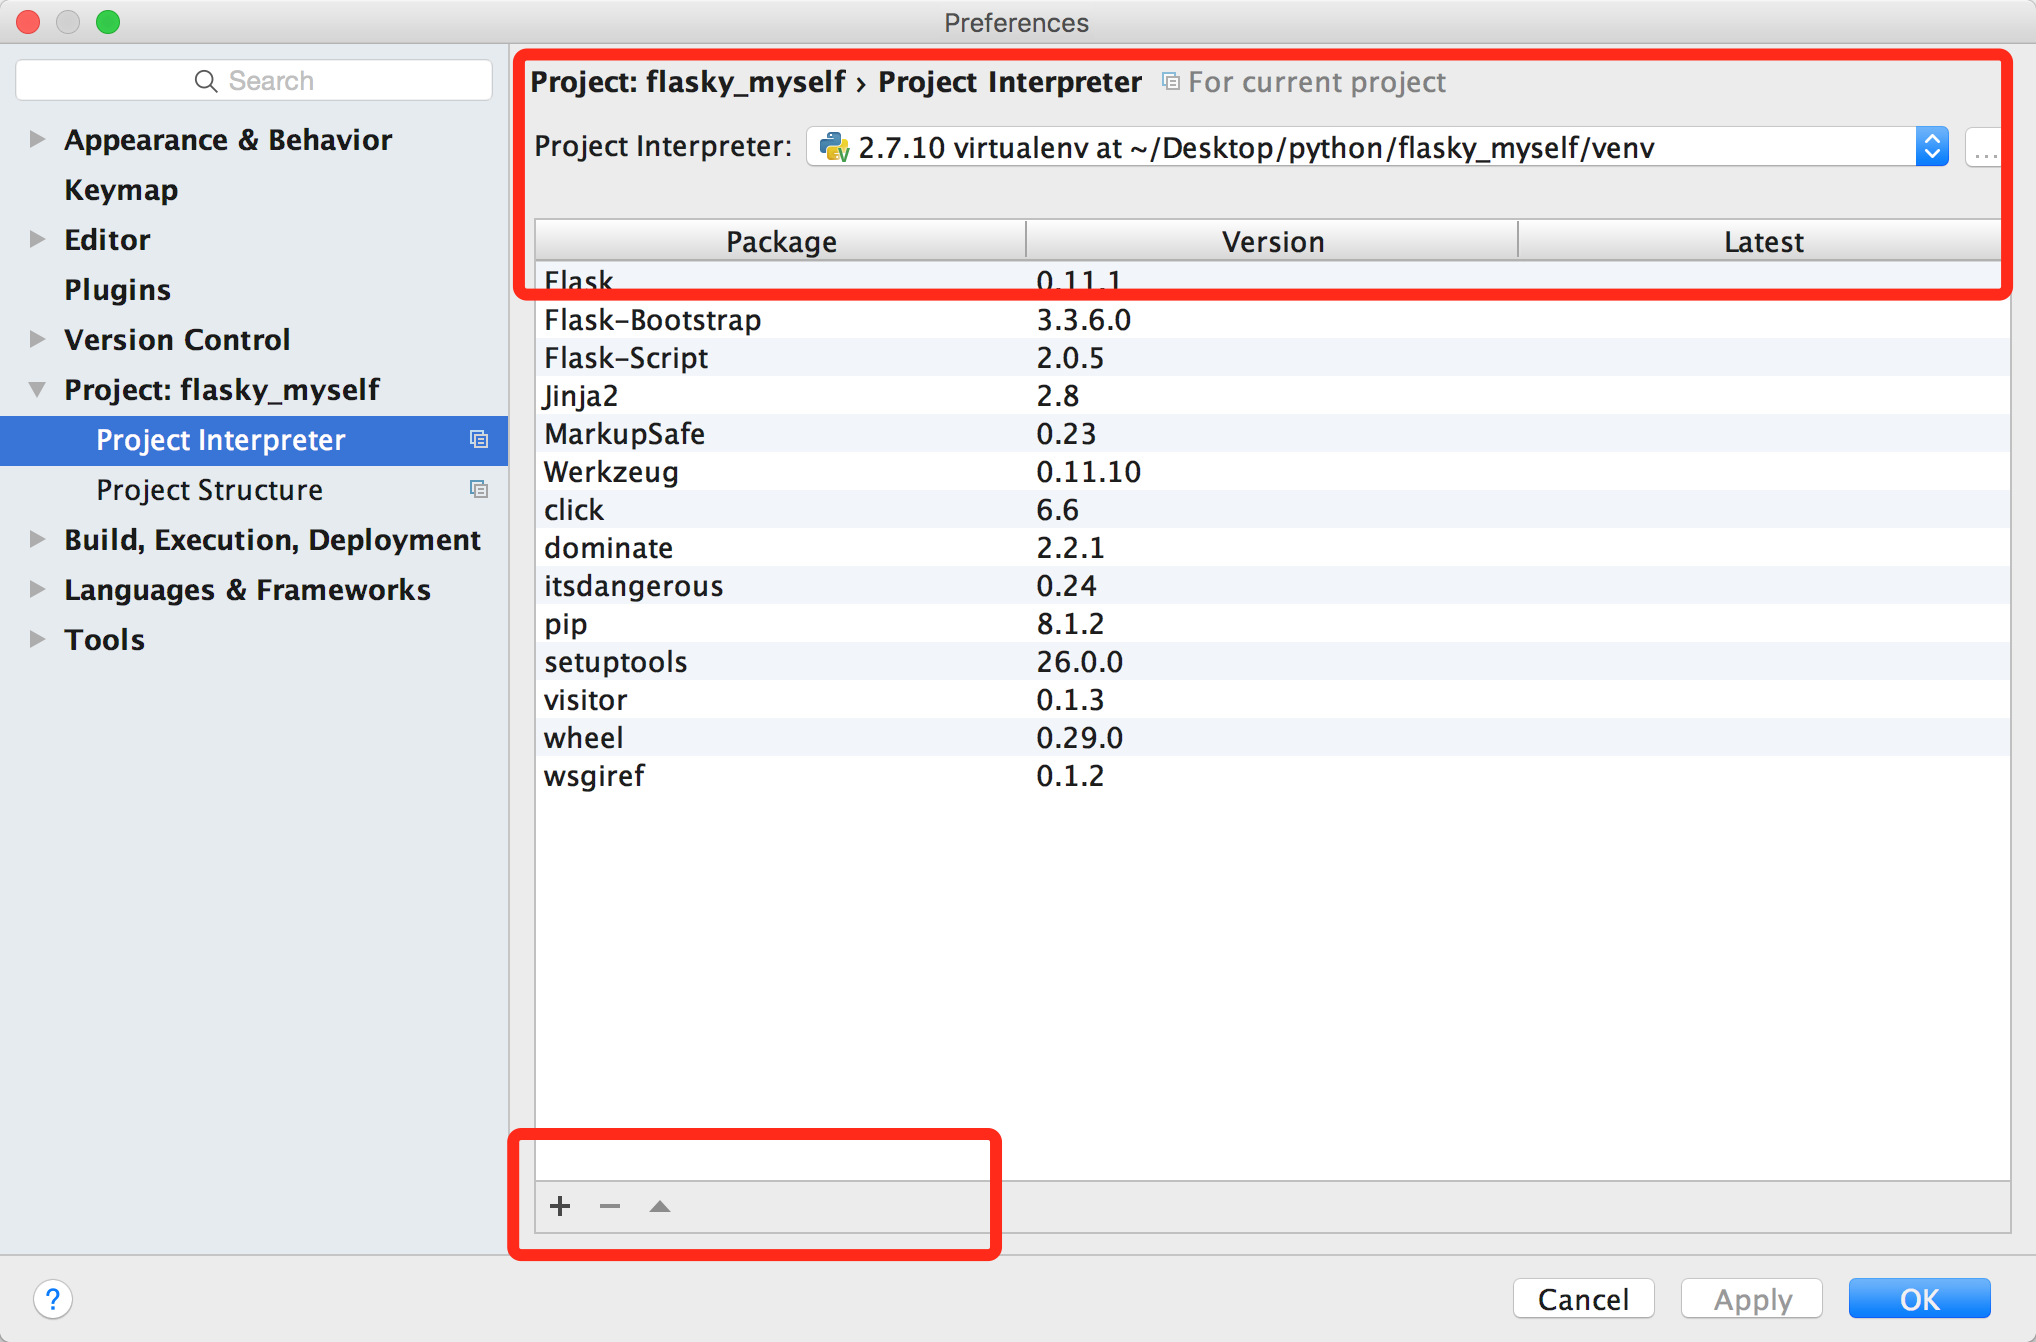 Preferences
Search
Appearance & Behavior
Keymap
Editor
Plugins
Version Control
Project: flasky_myself
Project Interpreter
Project Structure
Build, Execution, Deployment
Languages & Frameworks
Tools
Project: flasky_myself › Project Interpreter For current project
Project Interpreter: 2.7.10 virtualenv at ~/Desktop/python/flasky_myself/venv ...
Package Version Latest
Flask 0.11.1
Flask-Bootstrap 3.3.6.0
Flask-Script 2.0.5
Jinja2 2.8
MarkupSafe 0.23
Werkzeug 0.11.10
click 6.6
dominate 2.2.1
itsdangerous 0.24
pip 8.1.2
setuptools 26.0.0
visitor 0.1.3
wheel 0.29.0
wsgiref 0.1.2
? Cancel Apply OK